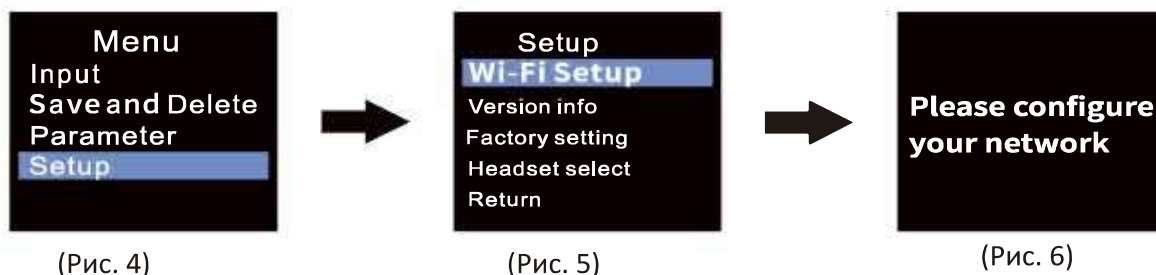 Menu
Input
Save and Delete
Parameter
Setup
(Рис. 4)
Setup
Wi-Fi Setup
Version info
Factory setting
Headset select
Return
(Рис. 5)
Please configure
your network
(Рис. 6)